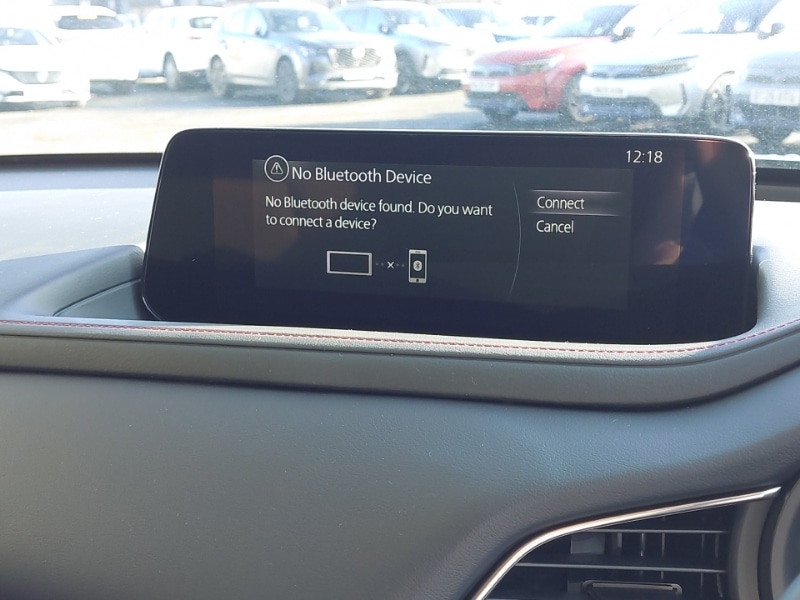 12:18
No Bluetooth Device
No Bluetooth device found. Do you want
to connect a device?
Connect
Cancel